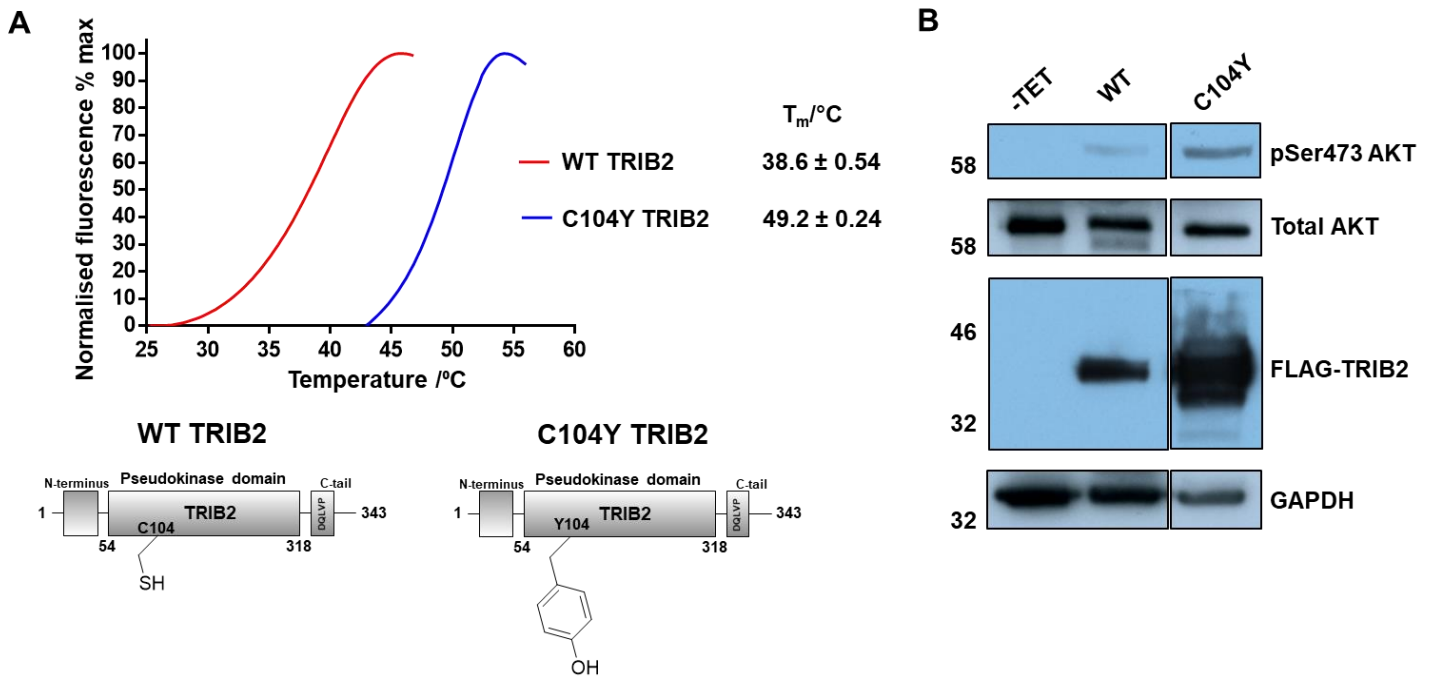 A
Normalised fluorescence % max
100
90
80
70
60
50
40
30
20
10
0
25 30 35 40 45 50 55 60
Temperature /ºC
Tm/°C
WT TRIB2 38.6 ± 0.54
C104Y TRIB2 49.2 ± 0.24
WT TRIB2
N-terminus Pseudokinase domain C-tail
1 TRIB2 DQLVP 343
C104
54 318
SH
C104Y TRIB2
N-terminus Pseudokinase domain C-tail
1 TRIB2 DQLVP 343
Y104
54 318
OH
B
-TET WT C104Y
58 pSer473 AKT
58 Total AKT
46
FLAG-TRIB2
32
GAPDH
32